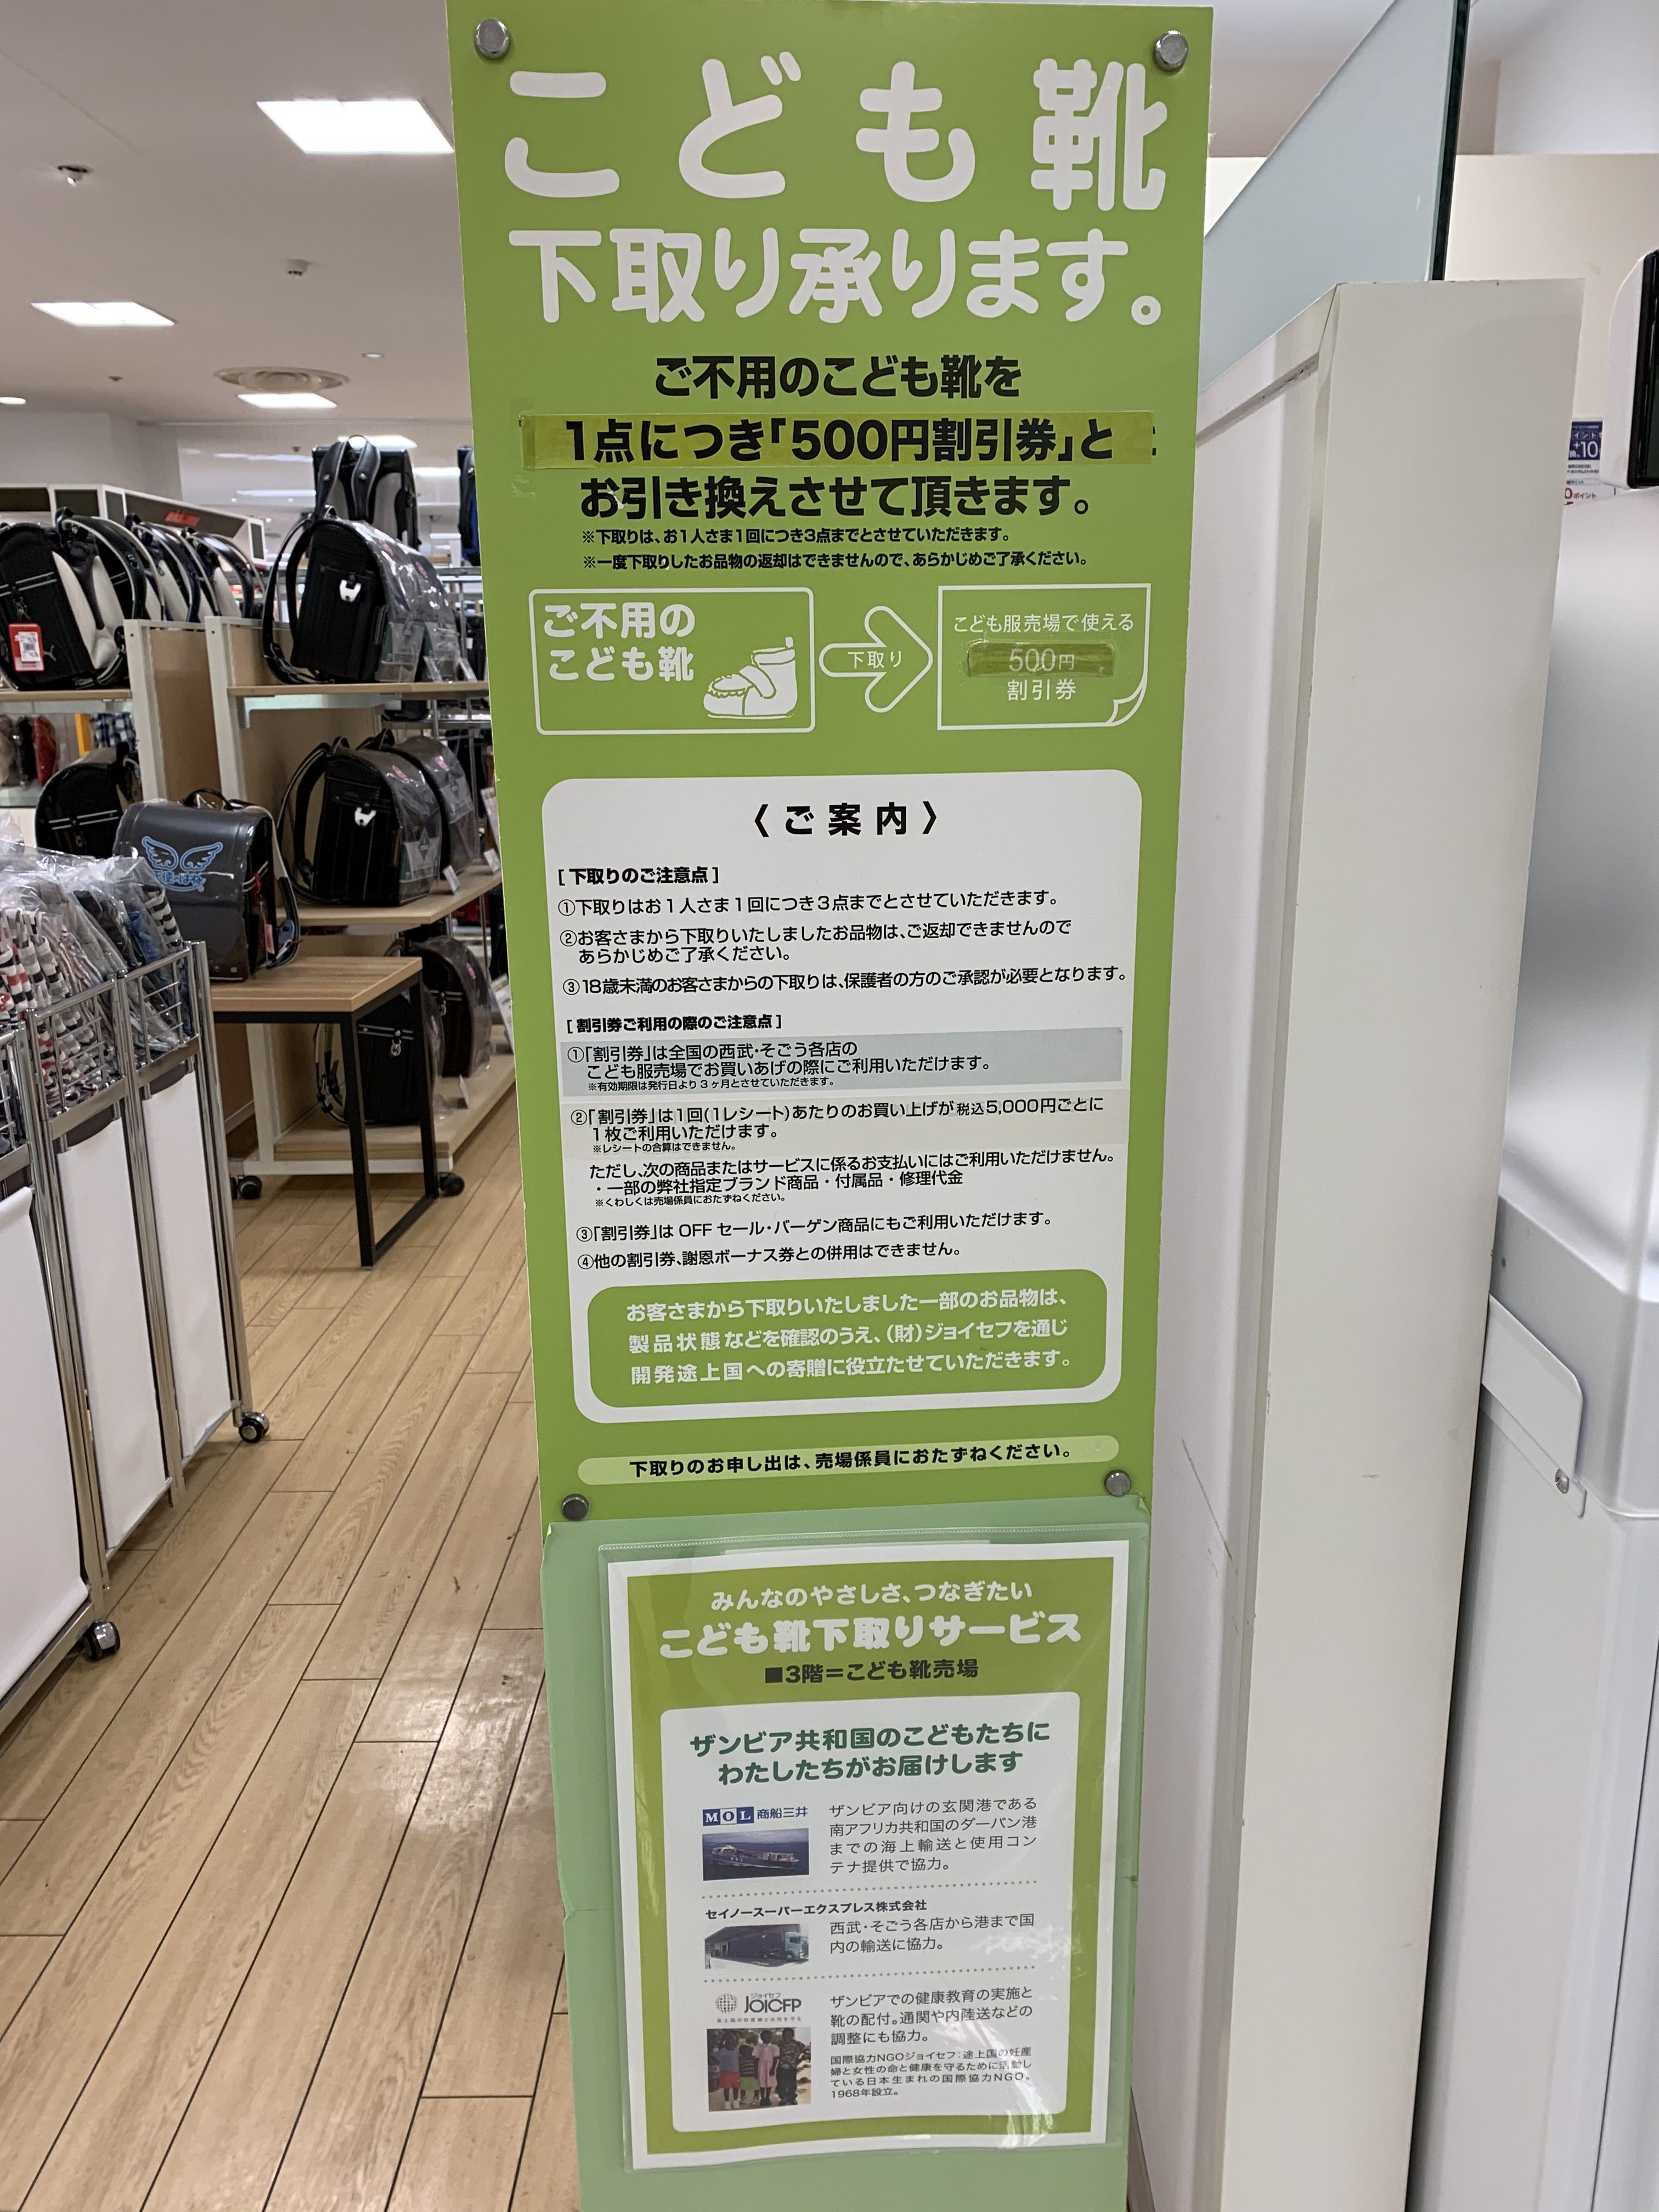 こども靴
下取り承ります。
ご不用のこども靴を
1点につき「500円割引券」と
お引き換えさせて頂きます。
※下取りは、お1人さま1回につき3点までとさせていただきます。
※一度下取りしたお品物の返却はできませんので、あらかじめご了承ください。
ご不用の
こども靴
下取り
こども服売場で使える
500円
割引券
〈ご案内〉
[下取りのご注意点]
①下取りはお1人さま1回につき3点までとさせていただきます。
②お客さまから下取りいたしましたお品物は、ご返却できませんので
あらかじめご了承ください。
③18歳未満のお客さまからの下取りは、保護者の方のご承認が必要となります。
[割引券ご利用の際のご注意点]
①「割引券」は全国の西武・そごう各店の
こども服売場でお買いあげの際にご利用いただけます。
※有効期限は発行日より3ヶ月とさせていただきます。
②「割引券」は1回(1レシート)あたりのお買い上げが税込5,000円ごとに
1枚ご利用いただけます。
※レシートの合算はできません。
ただし、次の商品またはサービスに係るお支払いにはご利用いただけません。
・一部の弊社指定ブランド商品・付属品・修理代金
※くわしくは売場係員におたずねください。
③「割引券」は OFF セール・バーゲン商品にもご利用いただけます。
④他の割引券、謝恩ボーナス券との併用はできません。
お客さまから下取りいたしました一部のお品物は、
製品状態などを確認のうえ、(財)ジョイセフを通じ
開発途上国への寄贈に役立たせていただきます。
下取りのお申し出は、売場係員におたずねください。
みんなのやさしさ、つなぎたい
こども靴下取りサービス
■3階=こども靴売場
ザンビア共和国のこどもたちに
わたしたちがお届けします
MOL 商船三井
ザンビア向けの玄関港である
南アフリカ共和国のダーバン港
までの海上輸送と使用コン
テナ提供で協力。
セイノースーパーエクスプレス株式会社
西武・そごう各店から港まで国
内の輸送に協力。
ジョイセフ
JOICFP
ザンビアでの健康教育の実施と
靴の配付。通関や内陸送などの
調整にも協力。
国際協力NGOジョイセフ:途上国の妊産
婦と女性の命と健康を守るために活動し
ている日本生まれの国際協力NGO。
1968年設立。
天使のはね
+10
ポイント